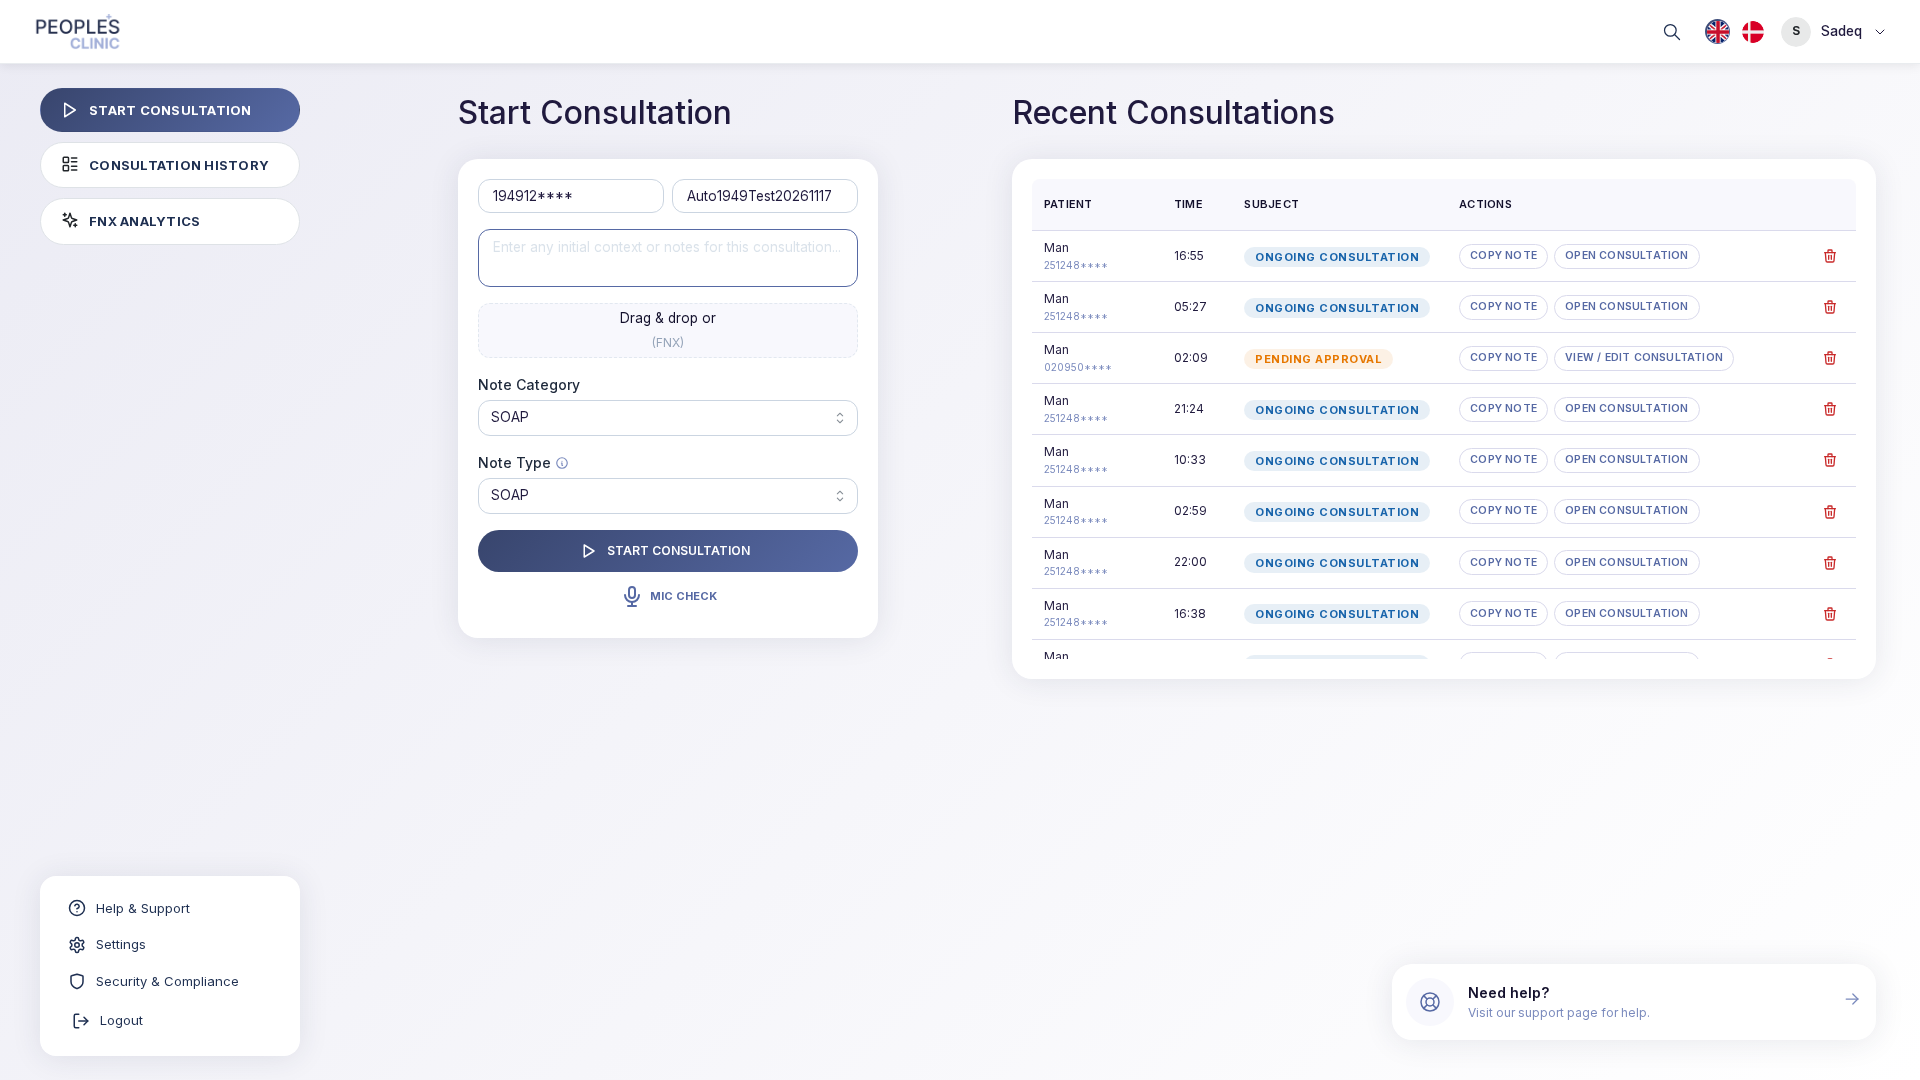 PEOPLES
CLINIC
S
Sadeq
START CONSULTATION
CONSULTATION HISTORY
FNX ANALYTICS
Start Consultation
194912****
Auto1949Test20261117
Enter any initial context or notes for this consultation...
Drag & drop or
(FNX)
Note Category
SOAP
Note Type
SOAP
START CONSULTATION
MIC CHECK
Recent Consultations
PATIENT TIME SUBJECT ACTIONS
Man
251248****
16:55 ONGOING CONSULTATION COPY NOTE OPEN CONSULTATION
Man
251248****
05:27 ONGOING CONSULTATION COPY NOTE OPEN CONSULTATION
Man
020950****
02:09 PENDING APPROVAL COPY NOTE VIEW / EDIT CONSULTATION
Man
251248****
21:24 ONGOING CONSULTATION COPY NOTE OPEN CONSULTATION
Man
251248****
10:33 ONGOING CONSULTATION COPY NOTE OPEN CONSULTATION
Man
251248****
02:59 ONGOING CONSULTATION COPY NOTE OPEN CONSULTATION
Man
251248****
22:00 ONGOING CONSULTATION COPY NOTE OPEN CONSULTATION
Man
251248****
16:38 ONGOING CONSULTATION COPY NOTE OPEN CONSULTATION
Man
Help & Support
Settings
Security & Compliance
Logout
Need help?
Visit our support page for help.